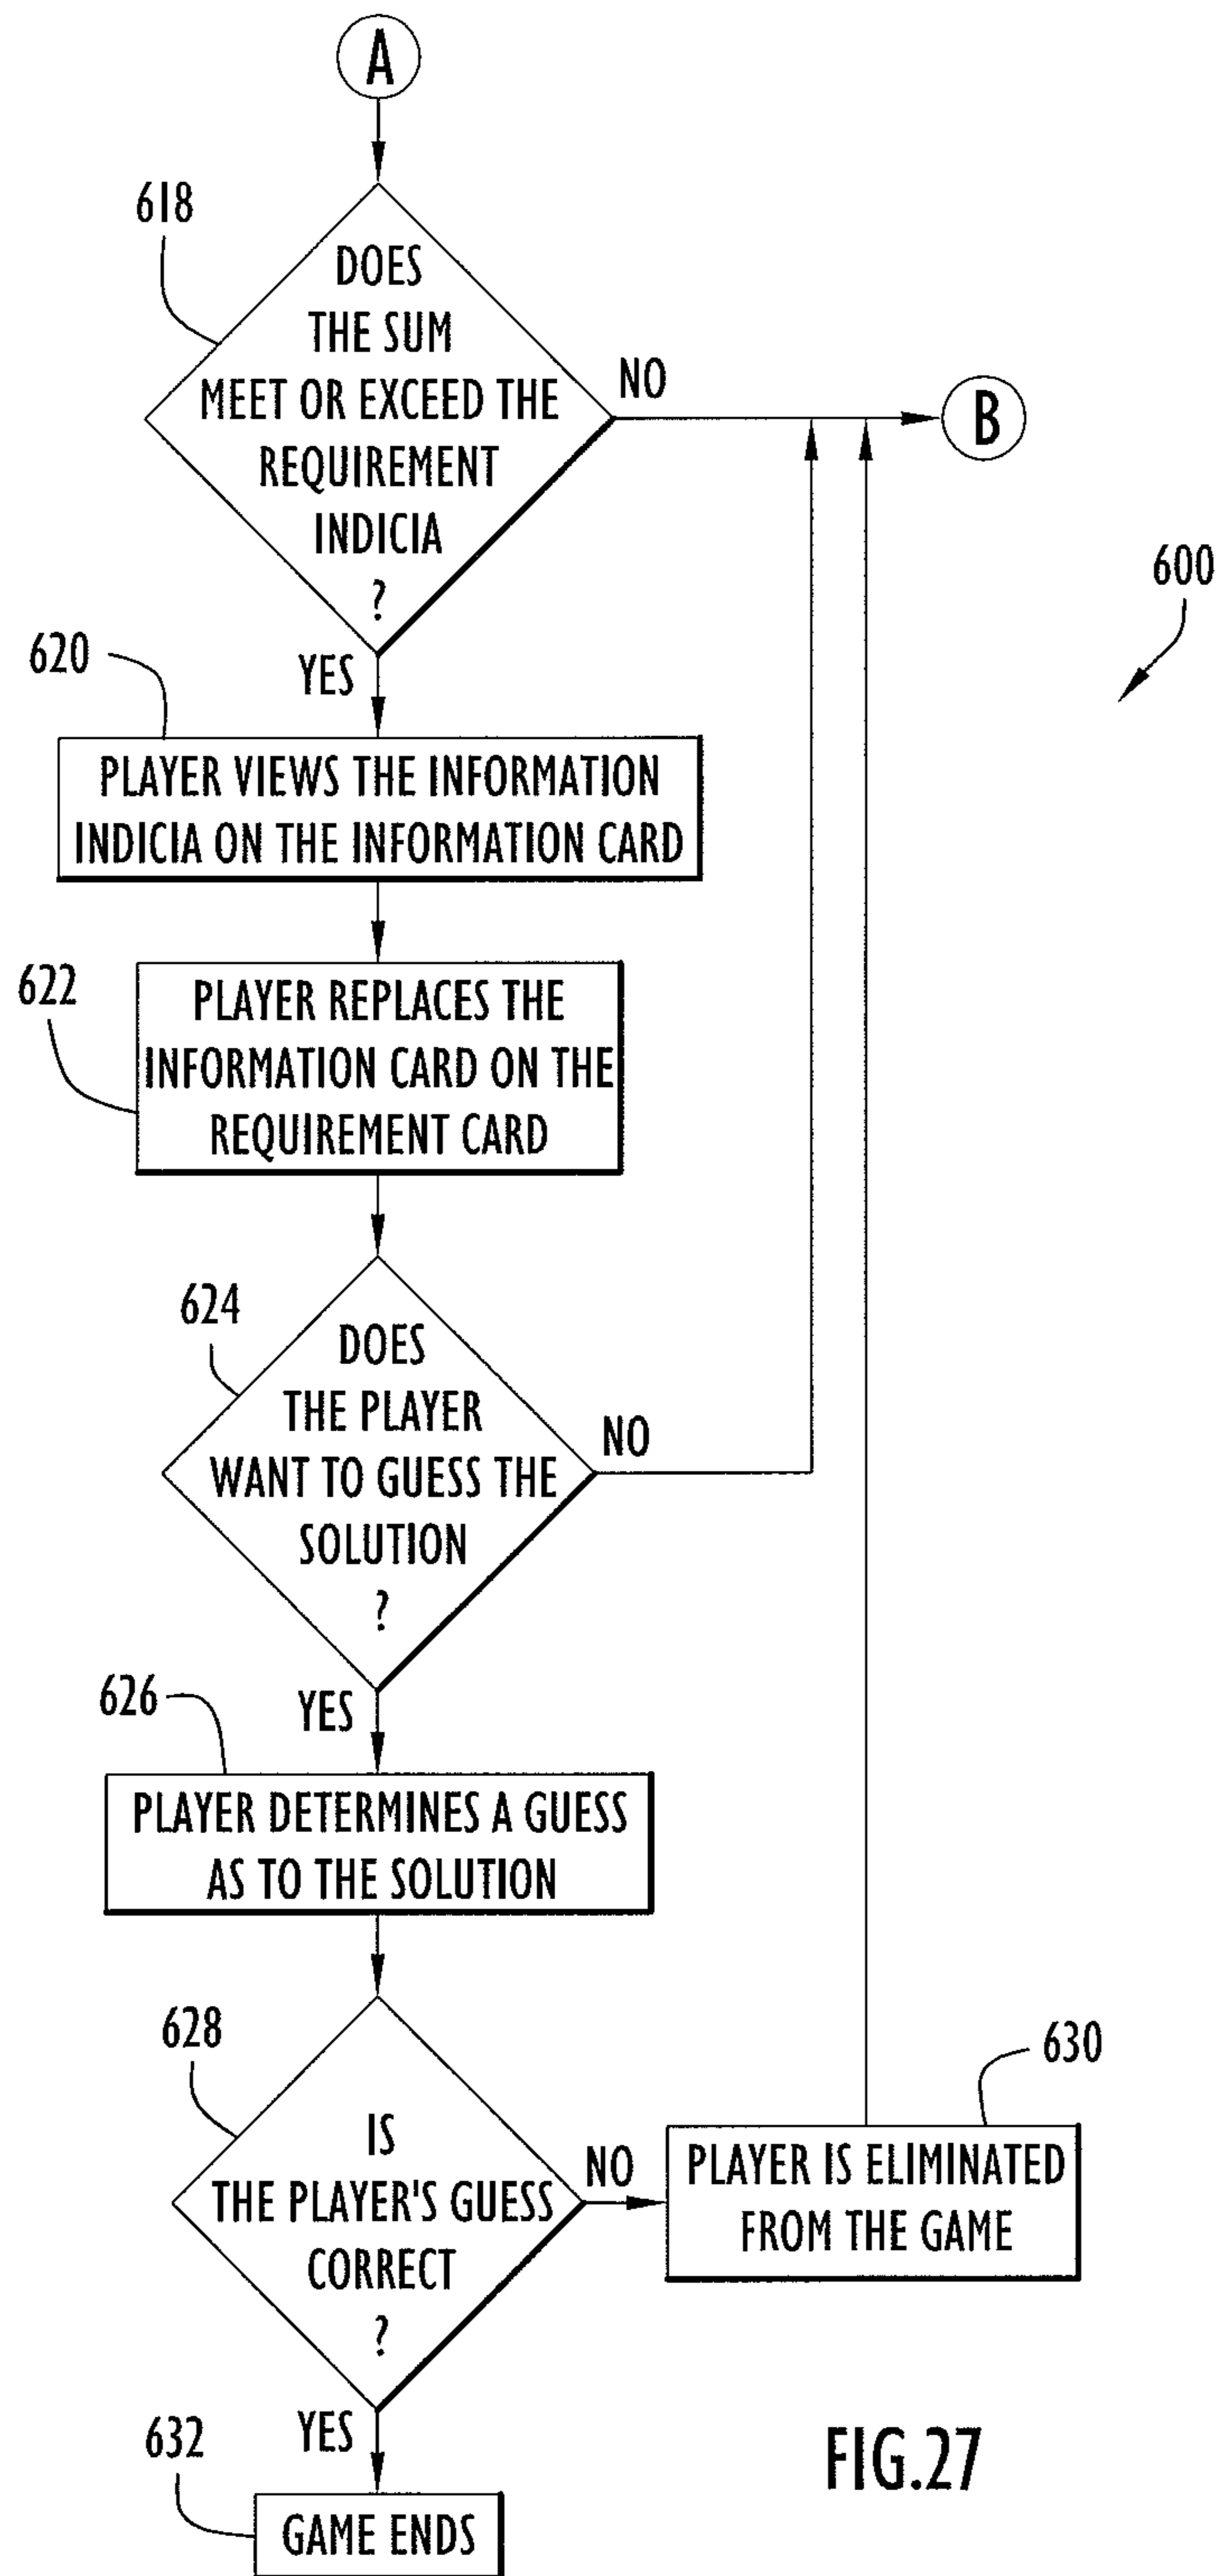 A
618
DOES
THE SUM
MEET OR EXCEED THE
REQUIREMENT
INDICIA
?
NO
B
600
YES
620
PLAYER VIEWS THE INFORMATION
INDICIA ON THE INFORMATION CARD
622
PLAYER REPLACES THE
INFORMATION CARD ON THE
REQUIREMENT CARD
624
DOES
THE PLAYER
WANT TO GUESS THE
SOLUTION
?
NO
YES
626
PLAYER DETERMINES A GUESS
AS TO THE SOLUTION
628
IS
THE PLAYER'S GUESS
CORRECT
?
NO
630
PLAYER IS ELIMINATED
FROM THE GAME
YES
632
GAME ENDS
FIG.27